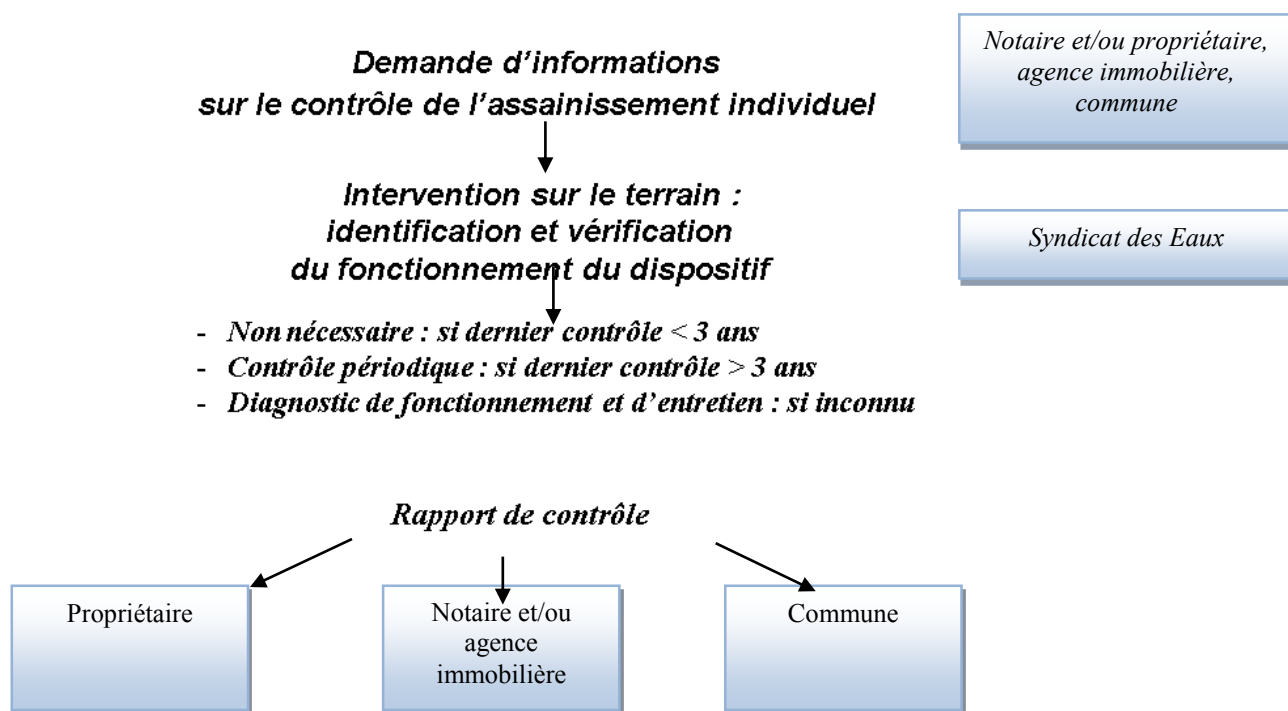 Demande d'informations
sur le contrôle de l'assainissement individuel
Notaire et/ou propriétaire,
agence immobilière,
commune
Intervention sur le terrain :
identification et vérification
du fonctionnement du dispositif
Syndicat des Eaux
- Non nécessaire : si dernier contrôle < 3 ans
- Contrôle périodique : si dernier contrôle > 3 ans
- Diagnostic de fonctionnement et d'entretien : si inconnu
Rapport de contrôle
Propriétaire
Notaire et/ou
agence
immobilière
Commune